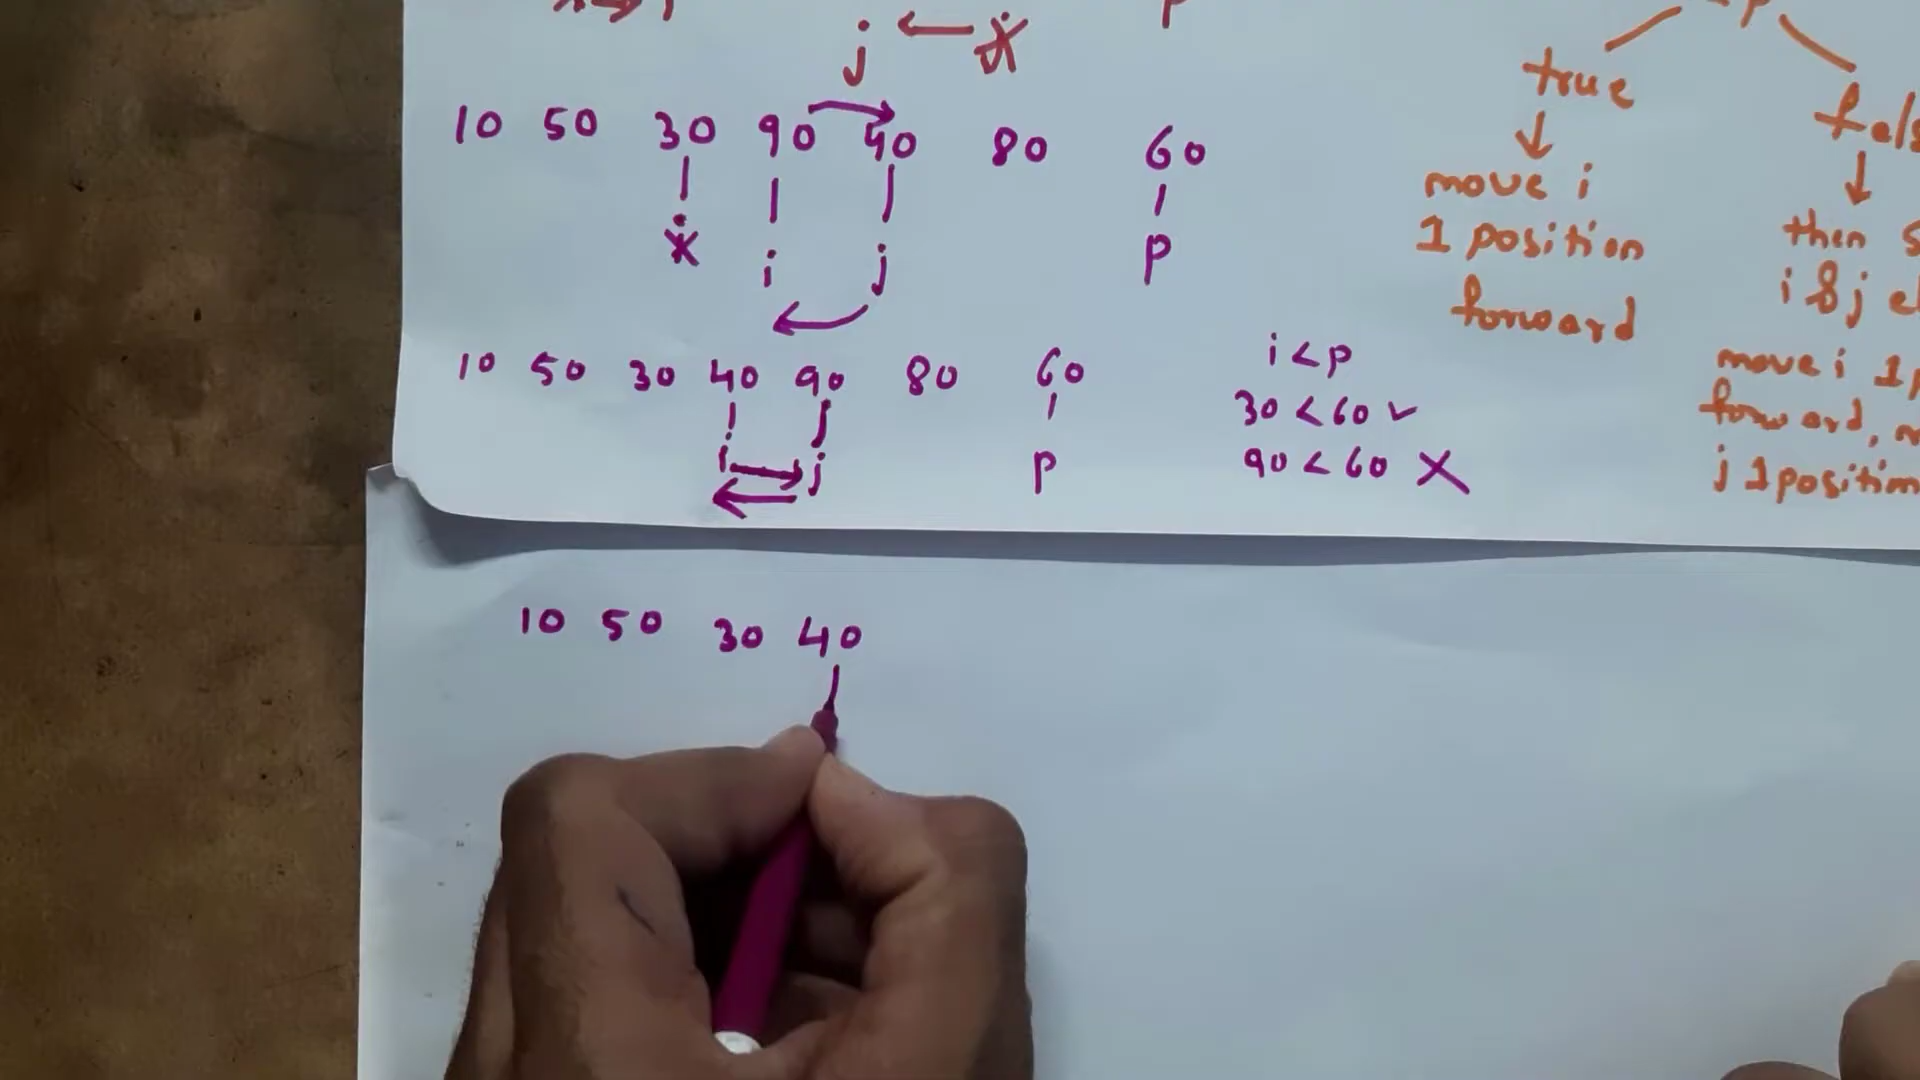 j ← i
10 50 30 90 40 80 60
i i j p
10 50 30 40 90 80 60
i j p
i < p
30 < 60 ✓
90 < 60 X
true
↓
move i
1 position
forward
↓
then
i & j
move i 1
forward,
j 1 position
10 50 30 40